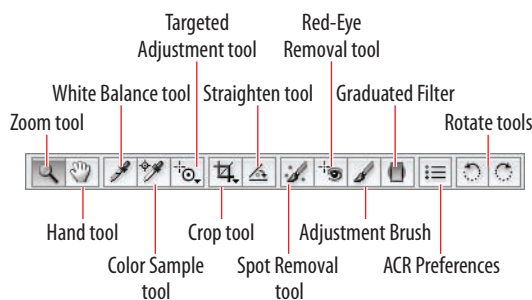 Targeted
Adjustment tool
Red-Eye
Removal tool
White Balance tool
Straighten tool
Graduated Filter
Zoom tool
Rotate tools
Hand tool
Crop tool
Adjustment Brush
Color Sample
tool
Spot Removal
tool
ACR Preferences